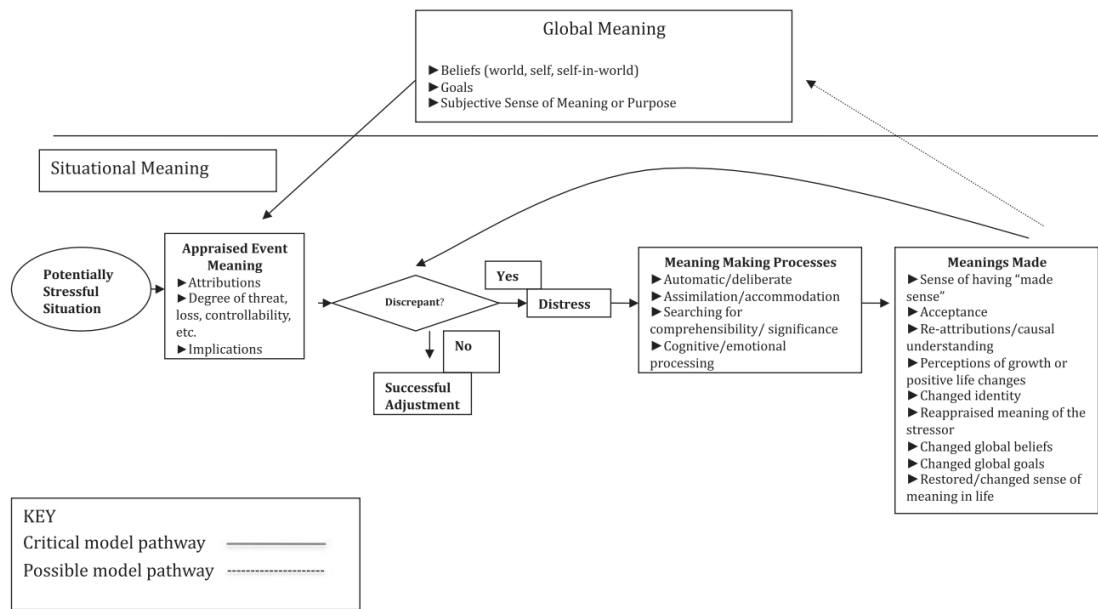 Global Meaning
►Beliefs (world, self, self-in-world)
►Goals
►Subjective Sense of Meaning or Purpose
Situational Meaning
Potentially
Stressful
Situation
Appraised Event
Meaning
►Attributions
►Degree of threat,
loss, controllability,
etc.
►Implications
Discrepant?
Yes
Distress
No
Successful
Adjustment
Meaning Making Processes
►Automatic/deliberate
►Assimilation/accommodation
►Searching for
comprehensibility/ significance
►Cognitive/emotional
processing
Meanings Made
►Sense of having “made
sense”
►Acceptance
►Re-attributions/causal
understanding
►Perceptions of growth or
positive life changes
►Changed identity
►Reappraised meaning of the
stressor
►Changed global beliefs
►Changed global goals
►Restored/changed sense of
meaning in life
KEY
Critical model pathway
Possible model pathway